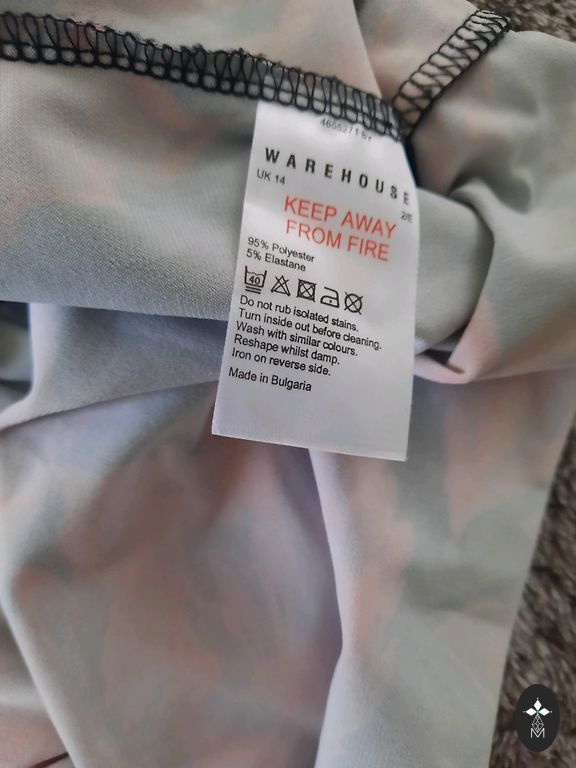 WAREHOUSE
UK 14
KEEP AWAY
FROM FIRE
95% Polyester
5% Elastane
40
Do not rub isolated stains.
Turn inside out before cleaning.
Wash with similar colours.
Reshape whilst damp.
Iron on reverse side.
Made in Bulgaria
M